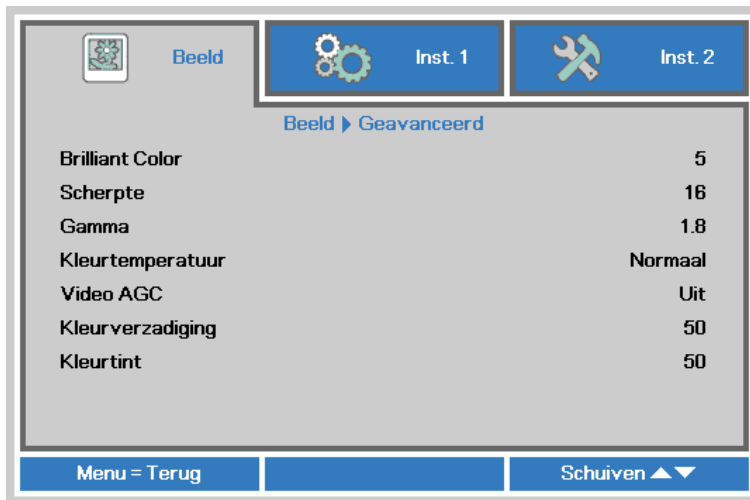 Beeld Inst. 1 Inst. 2
Beeld Geavanceerd
Brilliant Color 5
Scherpte 16
Gamma 1.8
Kleurtemperatuur Normaal
Video AGC Uit
Kleurverzadiging 50
Kleurtint 50
Menu = Terug Schuiven